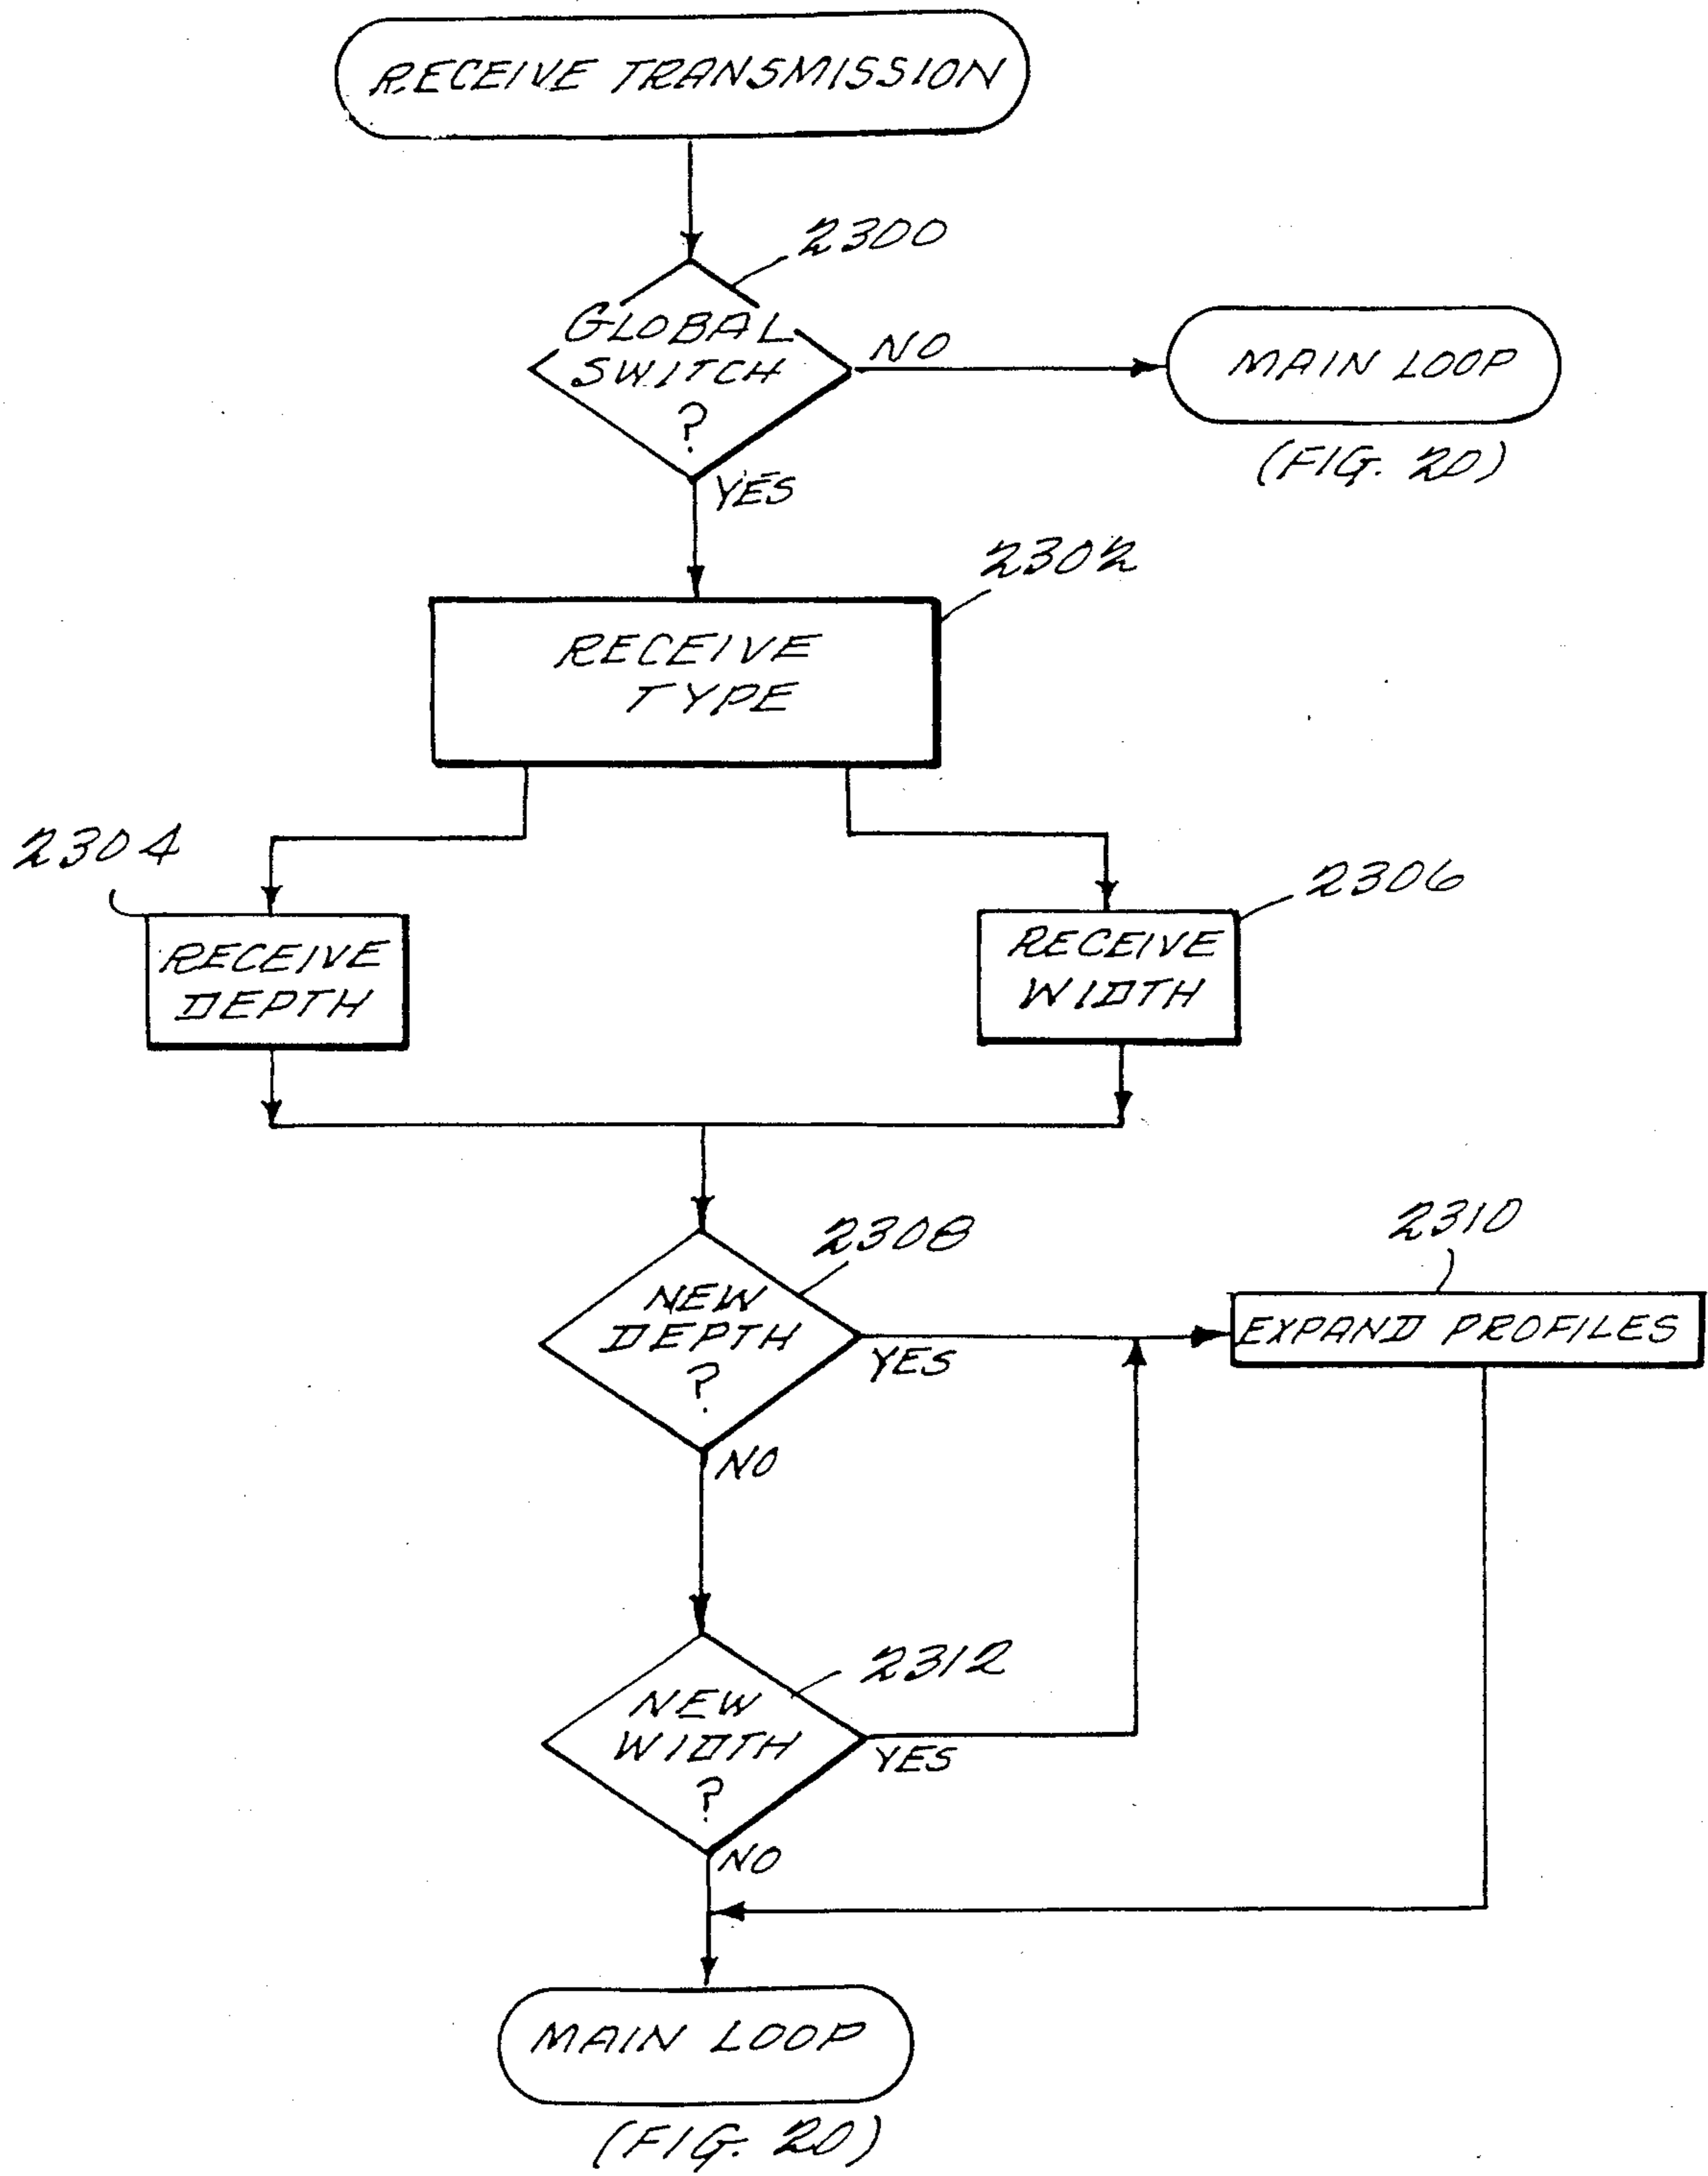 RECEIVE TRANSMISSION
2300
GLOBAL
SWITCH
?
NO
MAIN LOOP
(FIG. 20)
YES
2302
RECEIVE
TYPE
2304
2306
RECEIVE
DEPTH
RECEIVE
WIDTH
2308
2310
NEW
DEPTH
?
YES
EXPAND PROFILES
NO
2312
NEW
WIDTH
?
YES
NO
MAIN LOOP
(FIG. 20)